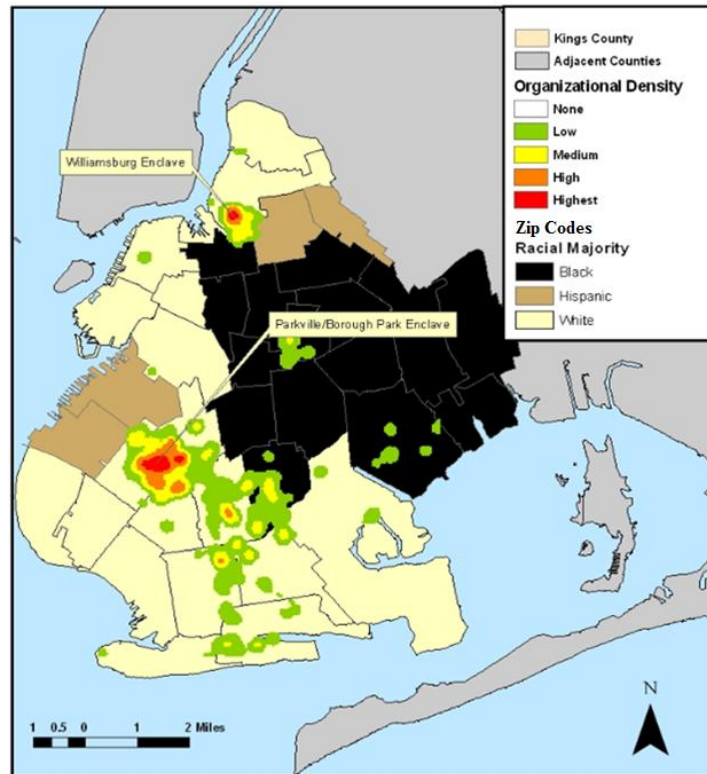 Kings County
Adjacent Counties
Organizational Density
None
Low
Medium
High
Highest
Zip Codes
Racial Majority
Black
Hispanic
White
Williamsburg Enclave
Parkville/Borough Park Enclave
1 0.5 0 1 2 Miles
N